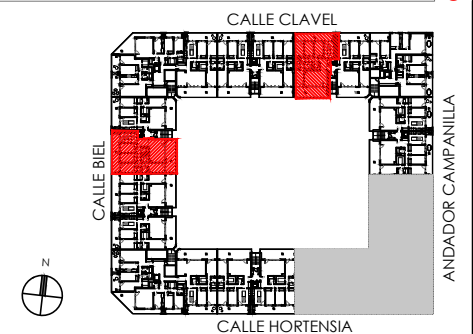 CALLE CLAVEL
CALLE BIEL
ANDADOR CAMPANILLA
N
CALLE HORTENSIA